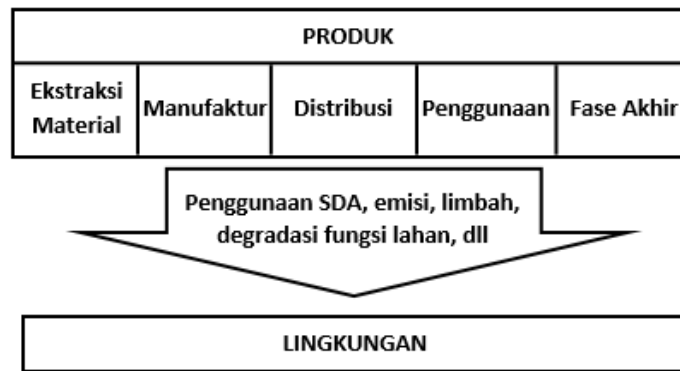 PRODUK
Ekstraksi
Material
Manufaktur
Distribusi
Penggunaan
Fase Akhir
Penggunaan SDA, emisi, limbah,
degradasi fungsi lahan, dll
LINGKUNGAN